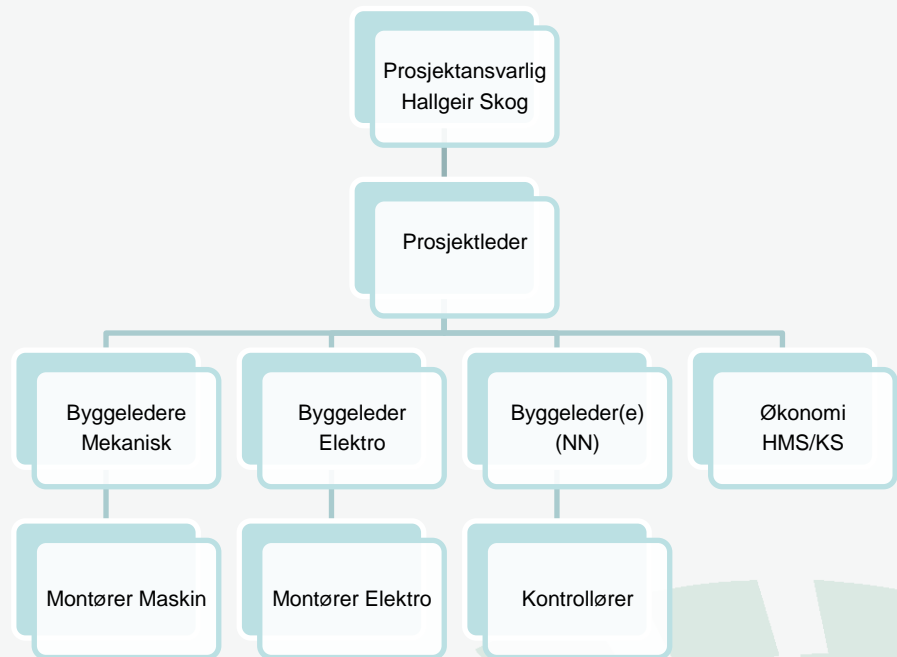 Prosjektansvarlig
Hallgeir Skog
Prosjektleder
Byggeledere
Mekanisk
Byggeleder
Elektro
Byggeleder(e)
(NN)
Økonomi
HMS/KS
Montører Maskin
Montører Elektro
Kontrollører